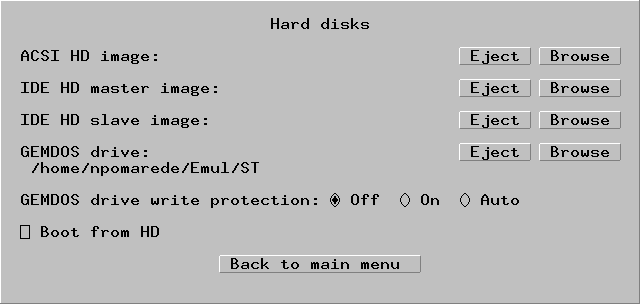 Hard disks
ACSI HD image: Eject Browse
IDE HD master image: Eject Browse
IDE HD slave image: Eject Browse
GEMDOS drive: Eject Browse
/home/npomarede/Emul/ST
GEMDOS drive write protection: Off On Auto
Boot from HD
Back to main menu